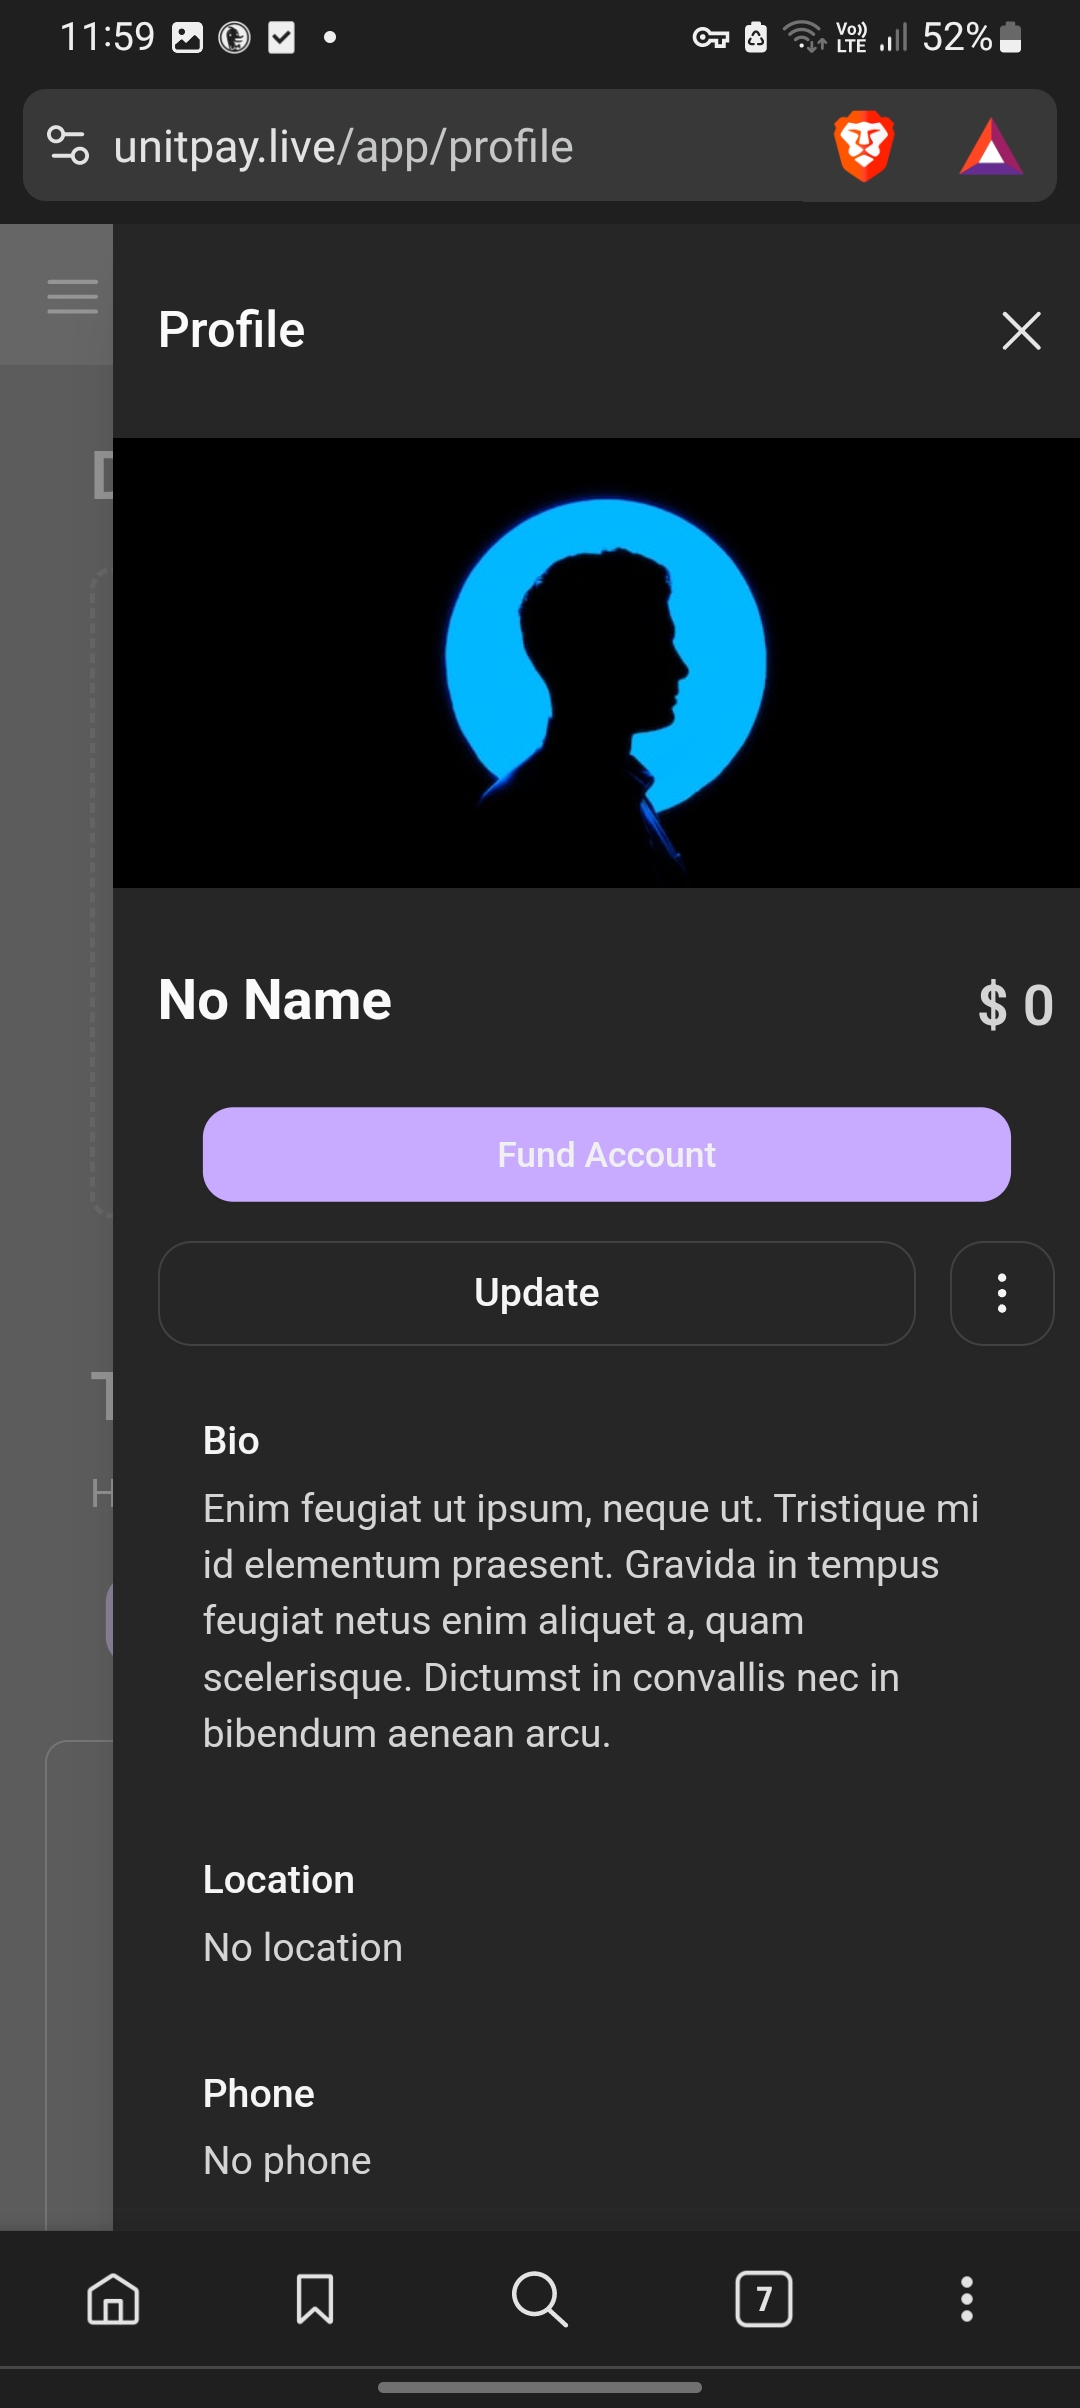 11:59
Vo)) LTE
52%
unitpay.live/app/profile
Profile
No Name
$ 0
Fund Account
Update
Bio
Enim feugiat ut ipsum, neque ut. Tristique mi
id elementum praesent. Gravida in tempus
feugiat netus enim aliquet a, quam
scelerisque. Dictumst in convallis nec in
bibendum aenean arcu.
Location
No location
Phone
No phone
7